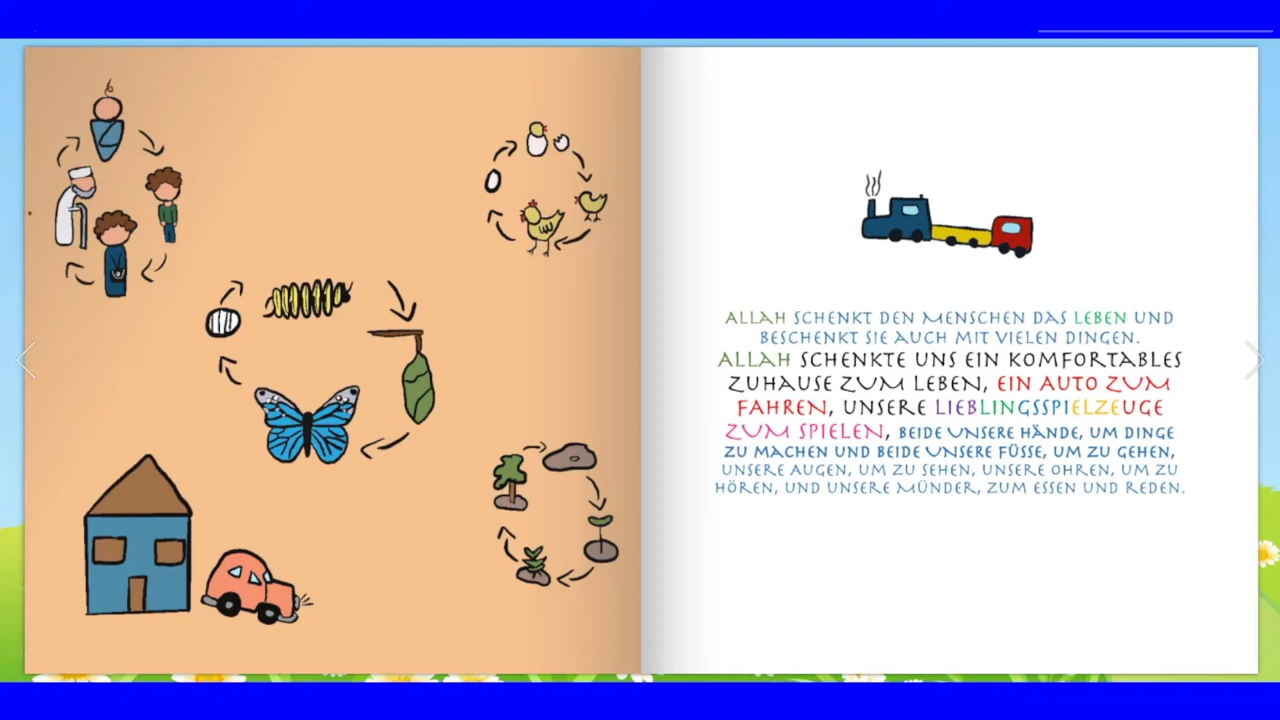 ALLAH SCHENKT DEN MENSCHEN DAS LEBEN UND
BESCHENKT SIE AUCH MIT VIELEN DINGEN.
ALLAH SCHENKTE UNS EIN KOMFORTABLES
ZUHAUSE ZUM LEBEN, EIN AUTO ZUM
FAHREN, UNSERE LIEBLINGSSPIELZEUGE
ZUM SPIELEN, BEIDE UNSERE HÄNDE, UM DINGE
ZU MACHEN UND BEIDE UNSERE FÜSSE, UM ZU GEHEN,
UNSERE AUGEN, UM ZU SEHEN, UNSERE OHREN, UM ZU
HÖREN, UND UNSERE MÜNDER, ZUM ESSEN UND REDEN.